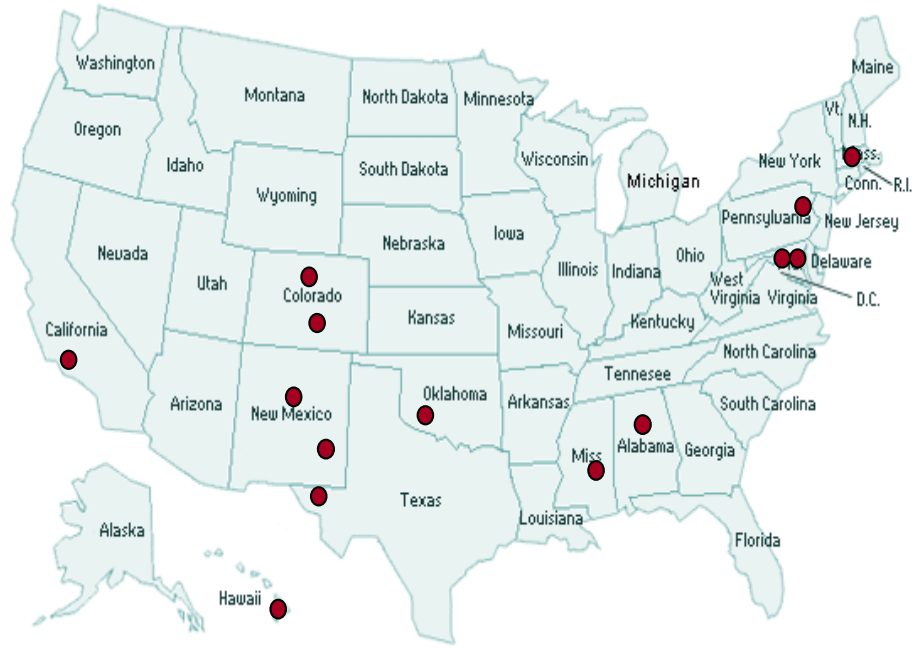 Washington
Maine
Montana
North Dakota
Minnesota
Vt.
N.H.
Oregon
Idaho
South Dakota
Wisconsin
New York
Mass.
Michigan
Conn.
R.I.
Wyoming
Pennsylvania
New Jersey
Nevada
Nebraska
Iowa
Utah
Illinois
Indiana
Ohio
Delaware
West
Virginia
Virginia
D.C.
Colorado
Kansas
California
Missouri
Kentucky
North Carolina
Tennesee
Arizona
New Mexico
Oklahoma
Arkansas
South Carolina
Miss
Alabama
Georgia
Texas
Louisiana
Alaska
Florida
Hawaii